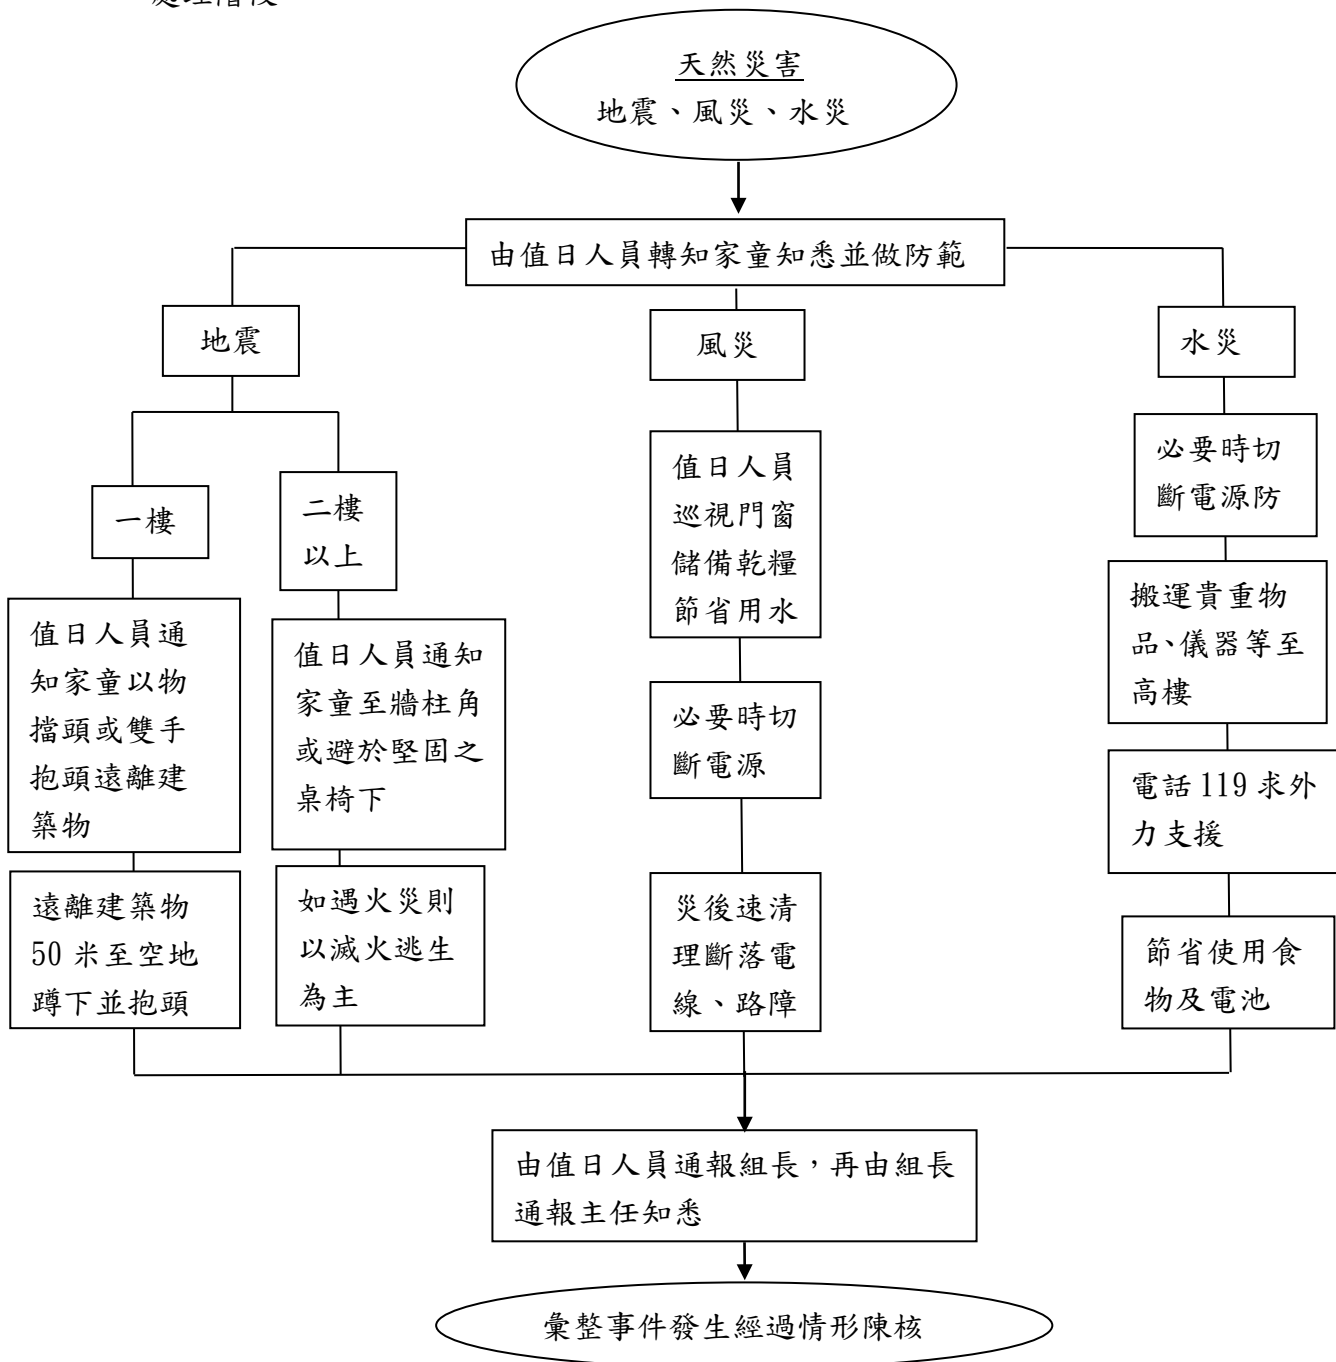 處理階段
天然災害
地震、風災、水災
由值日人員轉知家童知悉並做防範
地震
風災
水災
一樓
二樓
以上
值日人員通
知家童以物
擋頭或雙手
抱頭遠離建
築物
遠離建築物
50 米至空地
蹲下並抱頭
值日人員通知
家童至牆柱角
或避於堅固之
桌椅下
如遇火災則
以滅火逃生
為主
值日人員
巡視門窗
儲備乾糧
節省用水
必要時切
斷電源
災後速清
理斷落電
線、路障
必要時切
斷電源防
搬運貴重物
品、儀器等至
高樓
電話 119 求外
力支援
節省使用食
物及電池
由值日人員通報組長，再由組長
通報主任知悉
彙整事件發生經過情形陳核